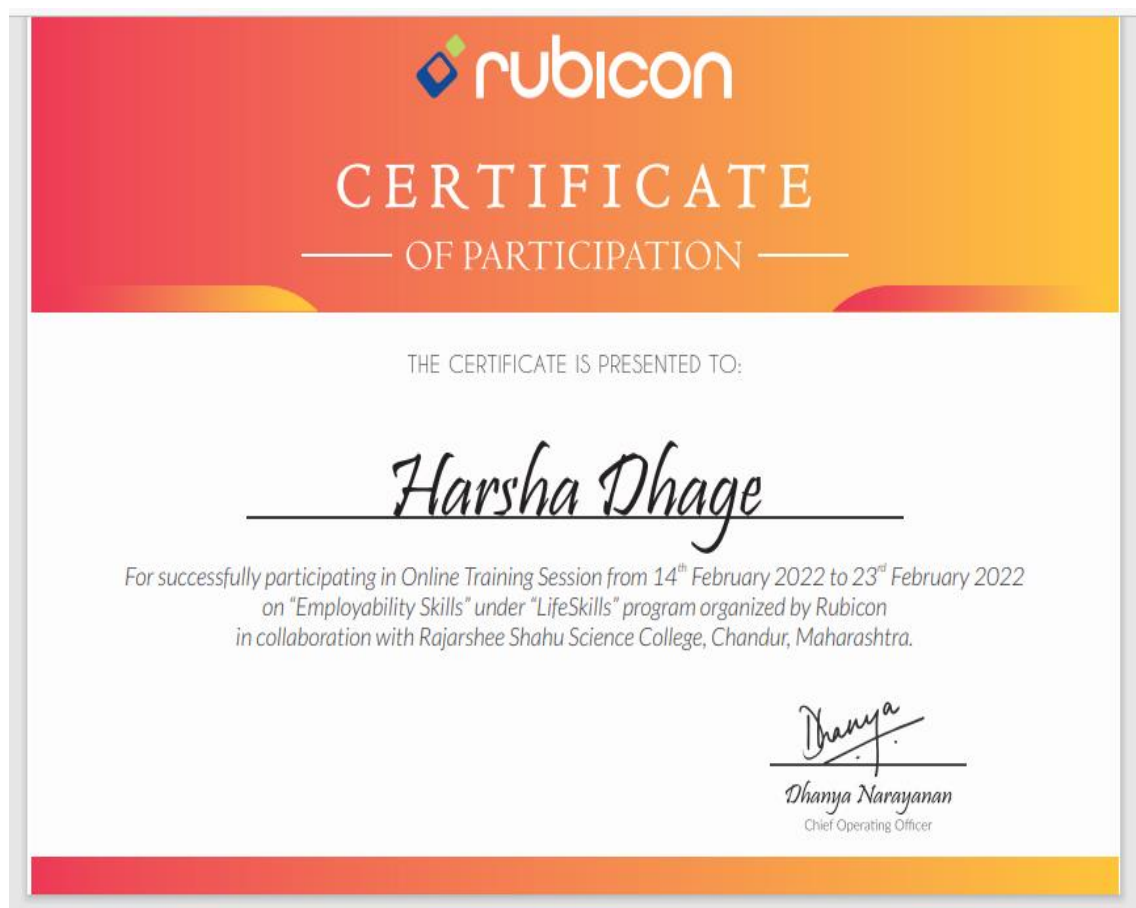 rubicon
CERTIFICATE
OF PARTICIPATION
THE CERTIFICATE IS PRESENTED TO:
Harsha Dhage
For successfully participating in Online Training Session from 14th February 2022 to 23rd February 2022
on “Employability Skills” under “LifeSkills” program organized by Rubicon
in collaboration with Rajarshee Shahu Science College, Chandur, Maharashtra.
Dhanya
Dhanya Narayanan
Chief Operating Officer